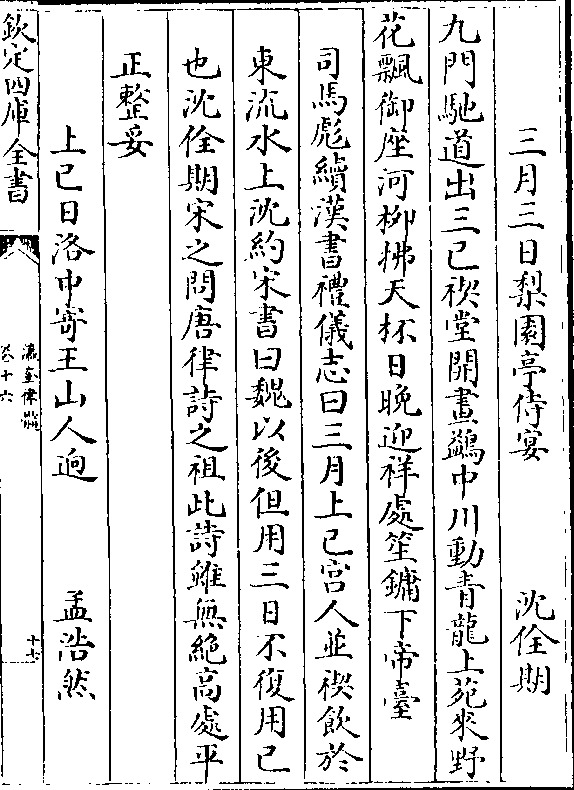 三月三日梨園亭侍宴　沈佺期
九門馳道出三巳禊堂開畫鷁中川動青龍上苑來野
花飄御座河柳拂天杯日晚迎祥處笙鏞下帝臺
司馬彪續漢書禮儀志曰三月上巳宫人並禊飲於
東流水上沈約宋書曰魏以後但用三日不復用巳
也沈佺期宋之問唐律詩之祖此詩雖無絶高處平
正整妥
上巳日洛中寄王山人逈　孟浩然
欽定四庫全書
瀛奎律髓
卷十六
十七